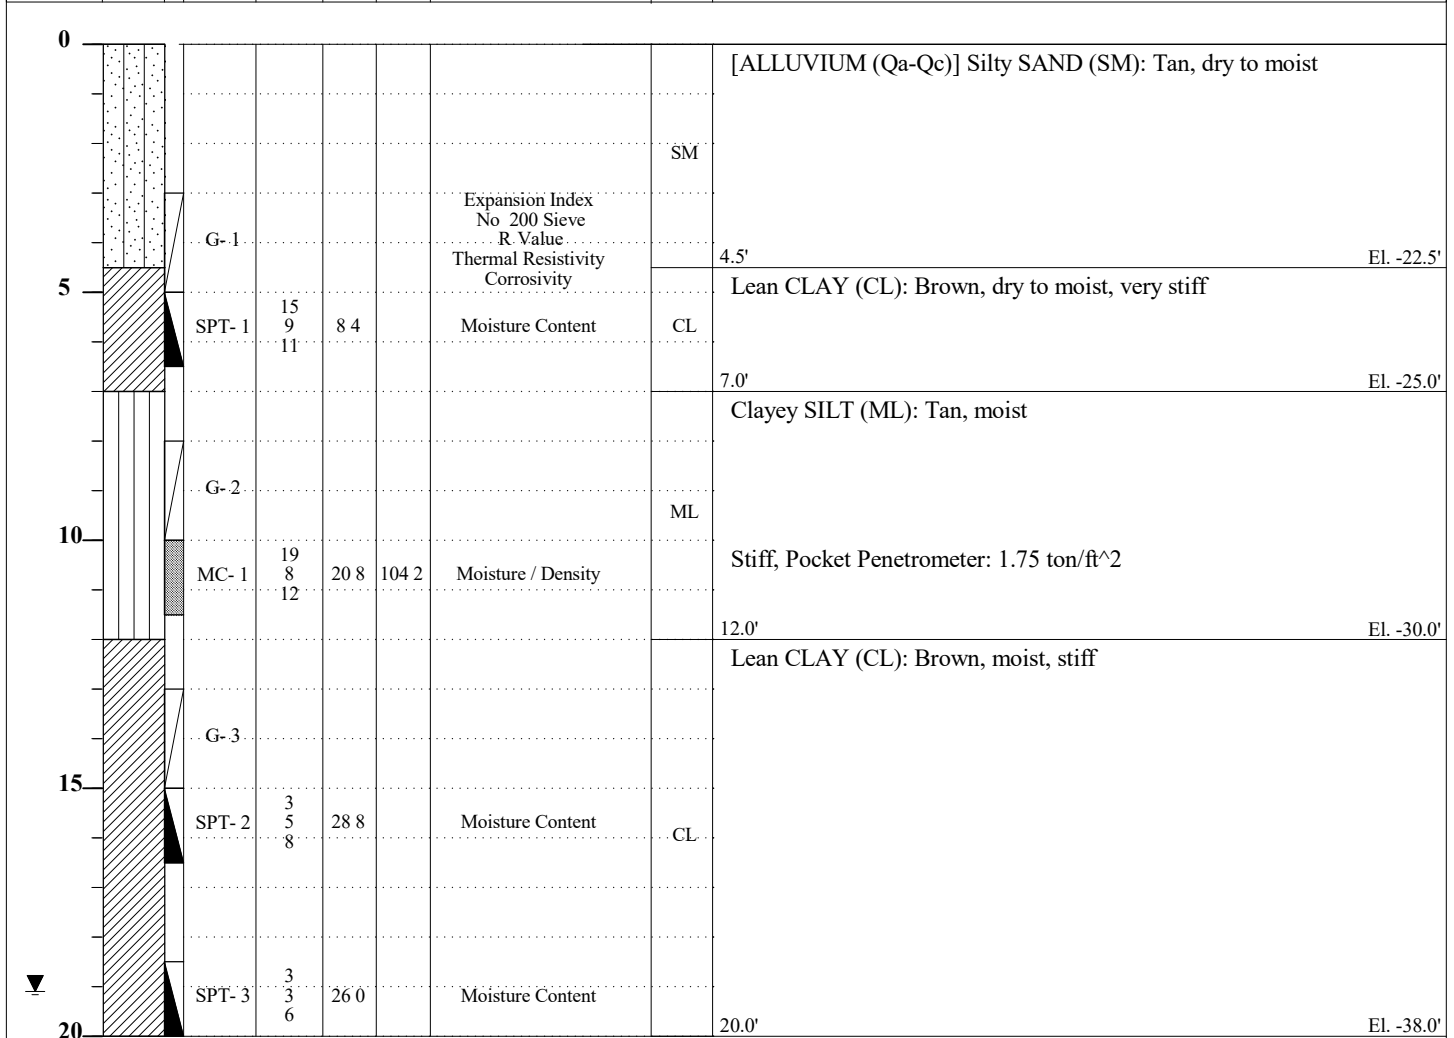 0
[ALLUVIUM (Qa-Qc)] Silty SAND (SM): Tan, dry to moist
SM
Expansion Index
No 200 Sieve
G- 1
R Value
4.5' El. -22.5'
Thermal Resistivity
Corrosivity
5
Lean CLAY (CL): Brown, dry to moist, very stiff
15
SPT- 1 9 8 4 Moisture Content CL
11
7.0' El. -25.0'
Clayey SILT (ML): Tan, moist
G- 2
ML
10
19
Stiff, Pocket Penetrometer: 1.75 ton/ft^2
MC- 1 8 20 8 104 2 Moisture / Density
12
12.0' El. -30.0'
Lean CLAY (CL): Brown, moist, stiff
G- 3
15
3
SPT- 2 5 28 8 Moisture Content CL
8
3
SPT- 3 3 26 0 Moisture Content
6
20
20.0' El. -38.0'